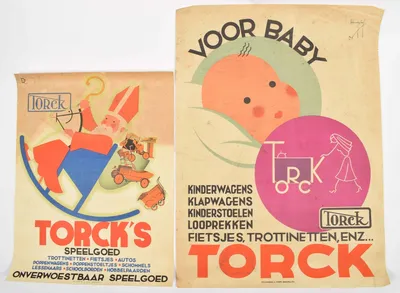 TORCK
TORCK'S
SPEELGOED
TROTTINETTEN • FIETSJES • AUTOS
POPPENWAGENS • POPPENSTOELTJES • SCHOMMELS
LESSENAARS • SCHOOLBORDEN • HOBBELPAARDEN
ONVERWOESTBAAR SPEELGOED
VOOR BABY
TORCK
KINDERWAGENS
KLAPWAGENS
KINDERSTOELEN
LOOPREKKEN
TORCK
FIETSJES, TROTTINETTEN, ENZ...
TORCK